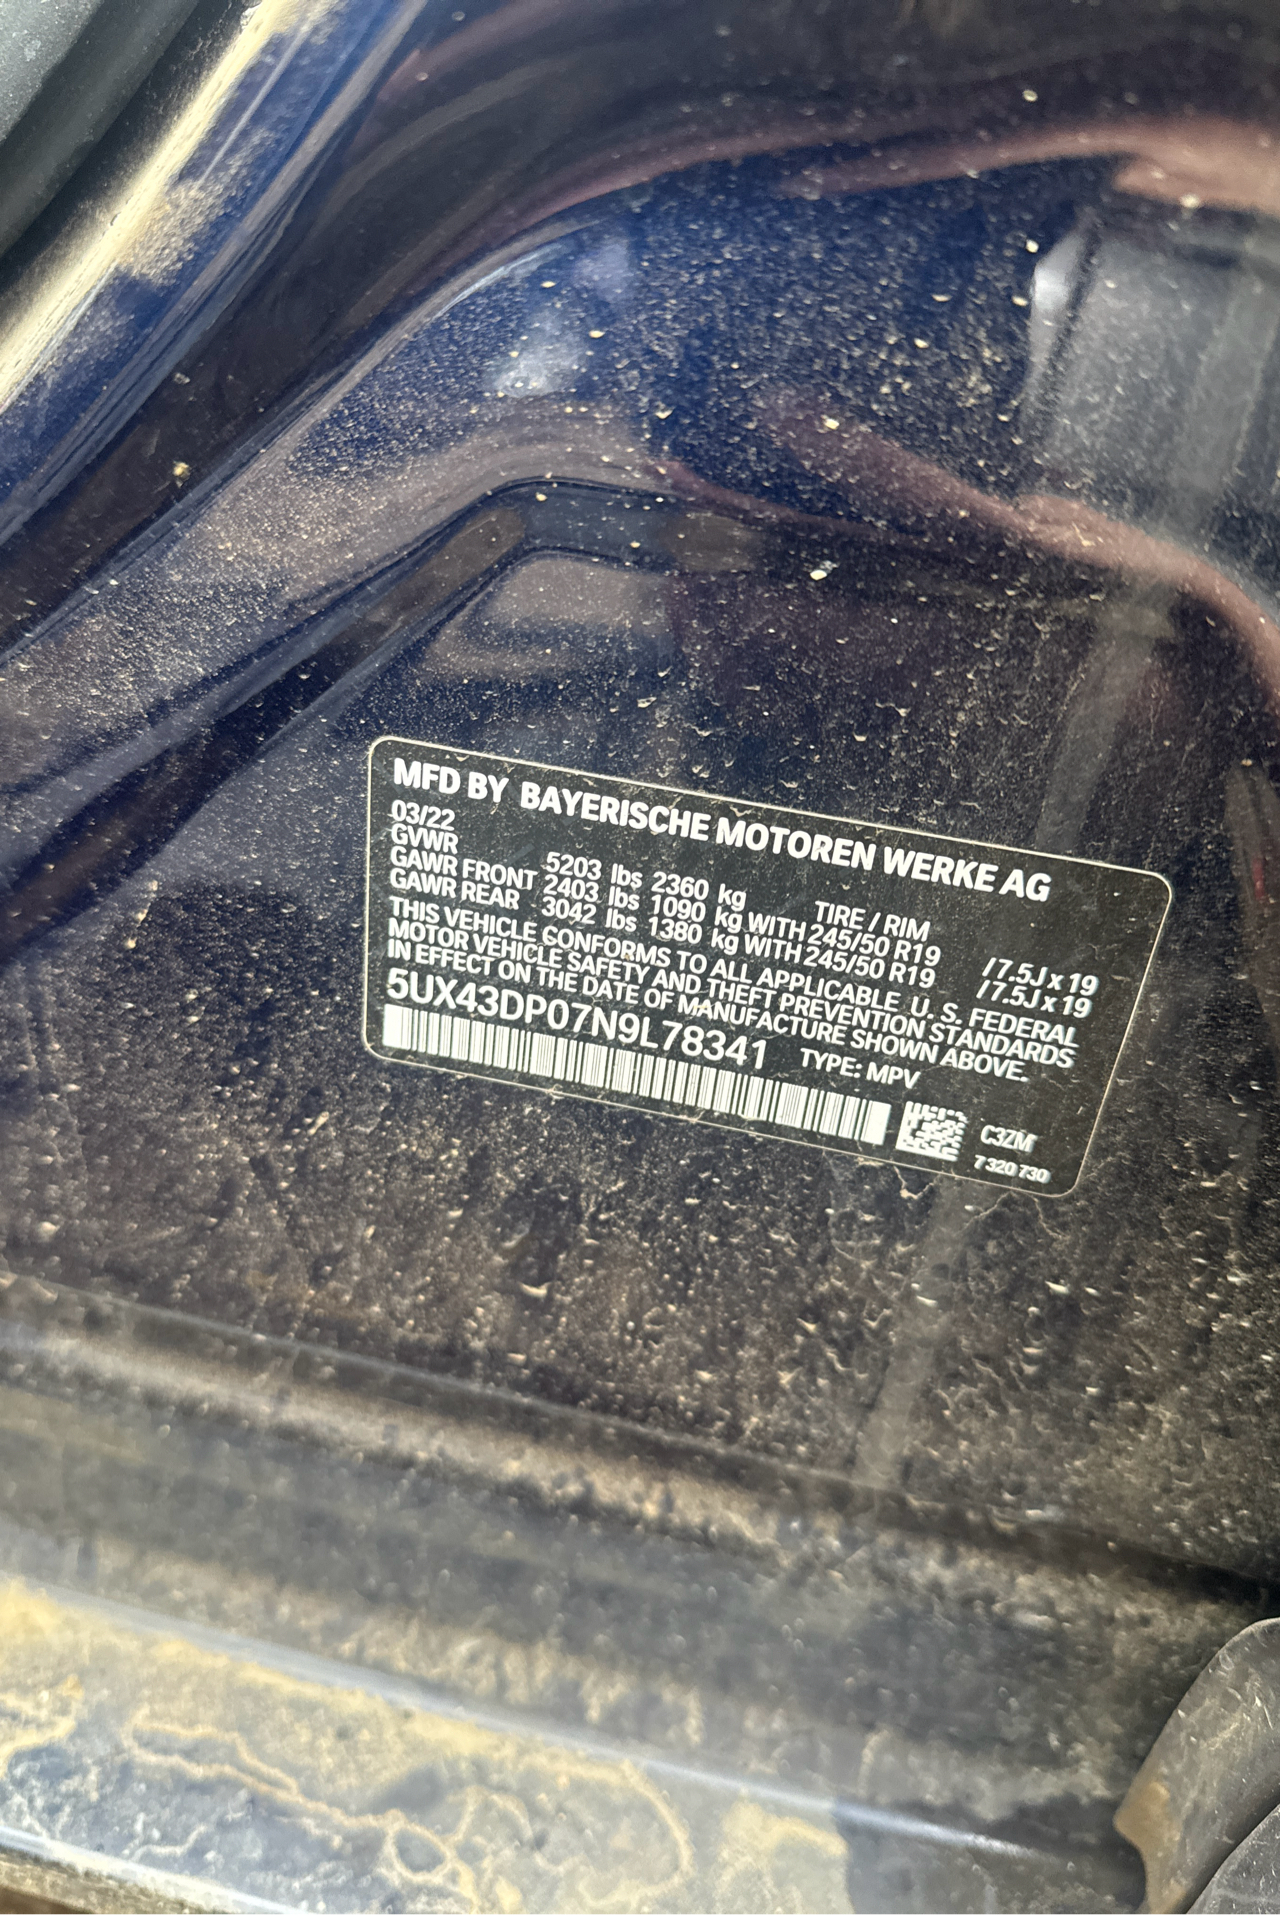 MFD BY BAYERISCHE MOTOREN WERKE AG
03/22
GVWR 5203 lbs 2360 kg TIRE / RIM
GAWR FRONT 2403 lbs 1090 kg WITH 245/50 R19 / 7.5J x 19
GAWR REAR 3042 lbs 1380 kg WITH 245/50 R19 / 7.5J x 19
THIS VEHICLE CONFORMS TO ALL APPLICABLE U. S. FEDERAL
MOTOR VEHICLE SAFETY AND THEFT PREVENTION STANDARDS
IN EFFECT ON THE DATE OF MANUFACTURE SHOWN ABOVE.
5UX43DP07N9L78341 TYPE: MPV
C3ZM
7 320 730